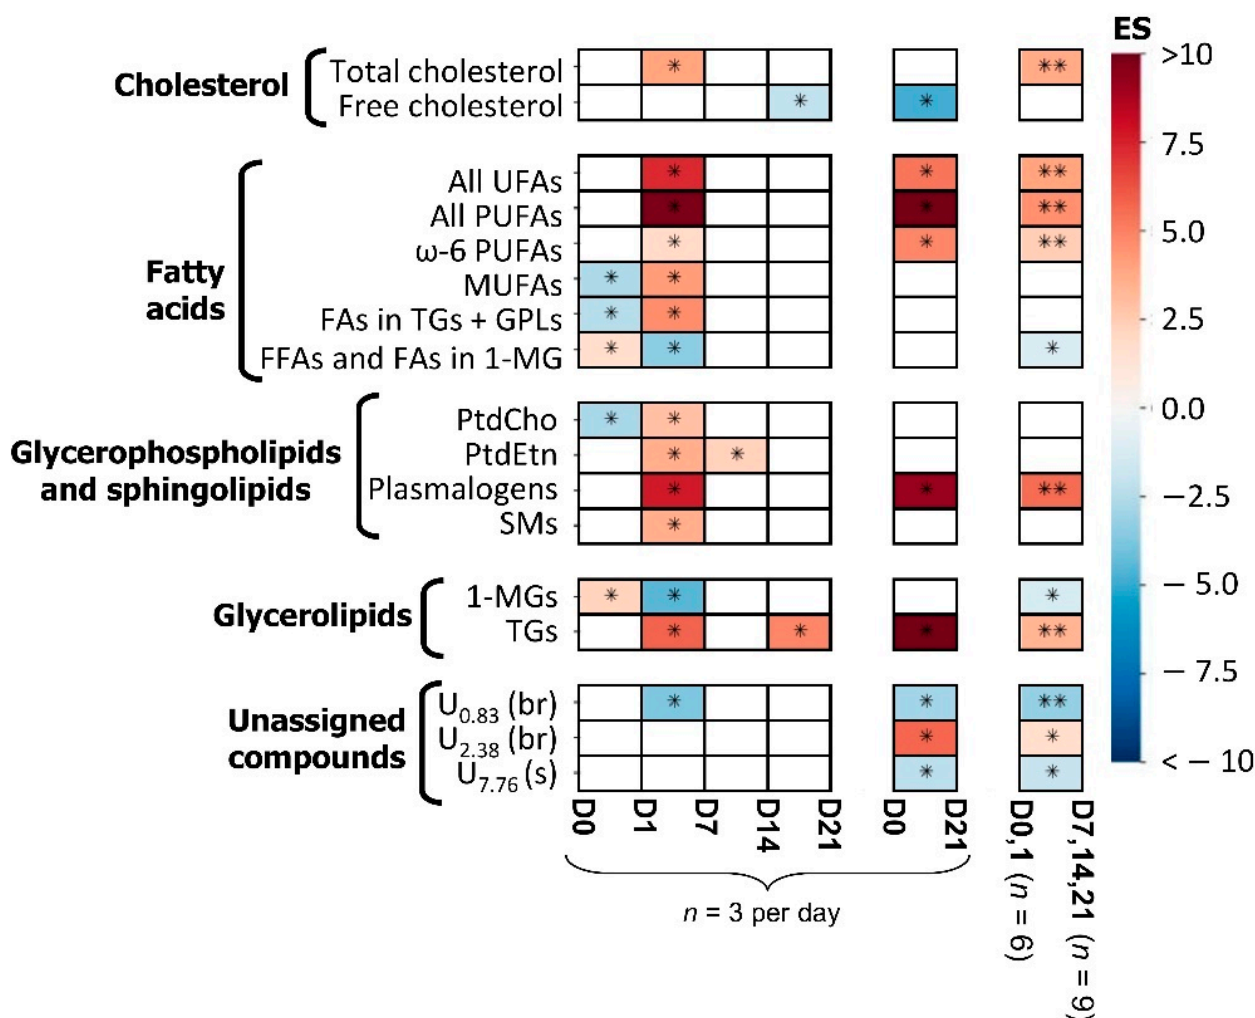 ES
Cholesterol
Total cholesterol * **
Free cholesterol * *
>10
7.5
5.0
2.5
0.0
−2.5
−5.0
−7.5
<−10
Fatty
acids
All UFAs * * **
All PUFAs * * **
ω-6 PUFAs * * **
MUFAs * *
FAs in TGs + GPLs * *
FFAs and FAs in 1-MG * * *
Glycerophospholipids
and sphingolipids
PtdCho * *
PtdEtn * *
Plasmalogens * * **
SMs *
Glycerolipids
1-MGs * * *
TGs * * * **
Unassigned
compounds
U0.83 (br) * * **
U2.38 (br) * *
U7.76 (s) * *
D0 D1 D7 D14 D21 D0 D21 D0,1 (n = 6) D7,14,21 (n = 9)
n = 3 per day